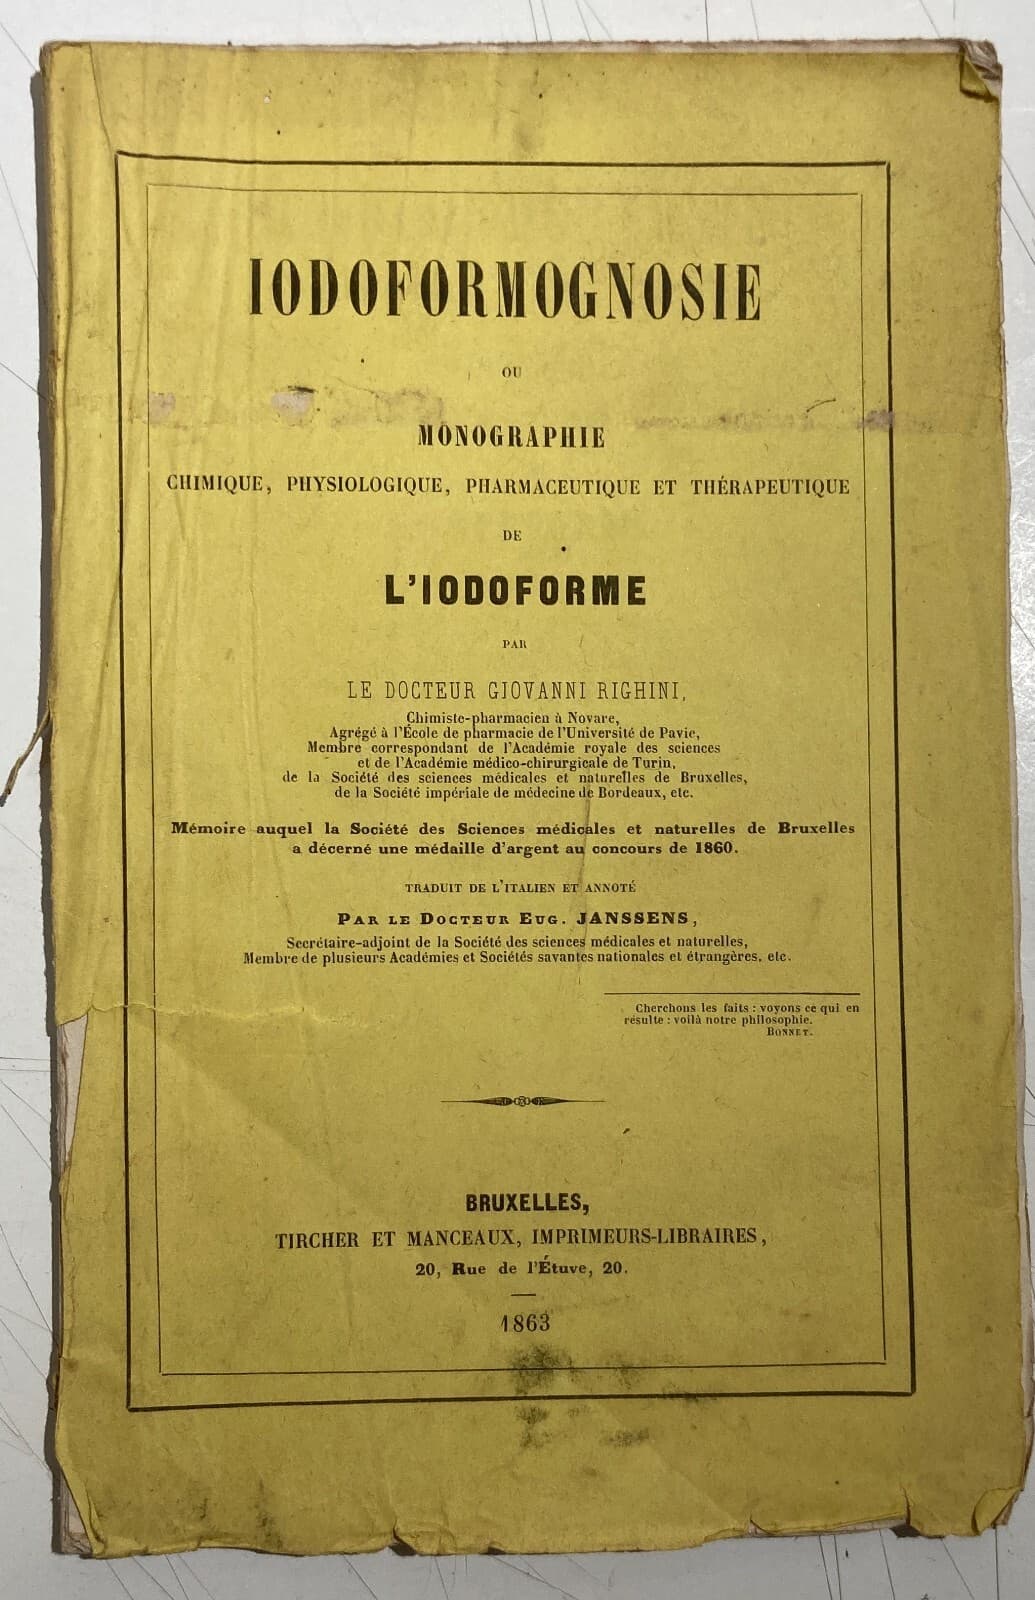 IODOFORMOGNOSIE
OU
MONOGRAPHIE
CHIMIQUE, PHYSIOLOGIQUE, PHARMACEUTIQUE ET THÉRAPEUTIQUE
DE
L'IODOFORME
PAR
LE DOCTEUR GIOVANNI RIGHINI,
Chimiste-pharmacien à Novare,
Agrégé à l'École de pharmacie de l'Université de Pavie,
Membre correspondant de l'Académie royale des sciences
et de l'Académie médico-chirurgicale de Turin,
de la Société des sciences médicales et naturelles de Bruxelles,
de la Société impériale de médecine de Bordeaux, etc.
Mémoire auquel la Société des Sciences médicales et naturelles de Bruxelles
a décerné une médaille d'argent au concours de 1860.
TRADUIT DE L'ITALIEN ET ANNOTÉ
PAR LE DOCTEUR EUG. JANSSENS,
Secrétaire-adjoint de la Société des sciences médicales et naturelles,
Membre de plusieurs Académies et Sociétés savantes nationales et étrangères, etc.
Cherchons les faits : voyons ce qui en
résulte : voilà notre philosophie.
BONNET.
BRUXELLES,
TIRCHER ET MANCEAUX, IMPRIMEURS-LIBRAIRES,
20, Rue de l'Étuve, 20.
1863